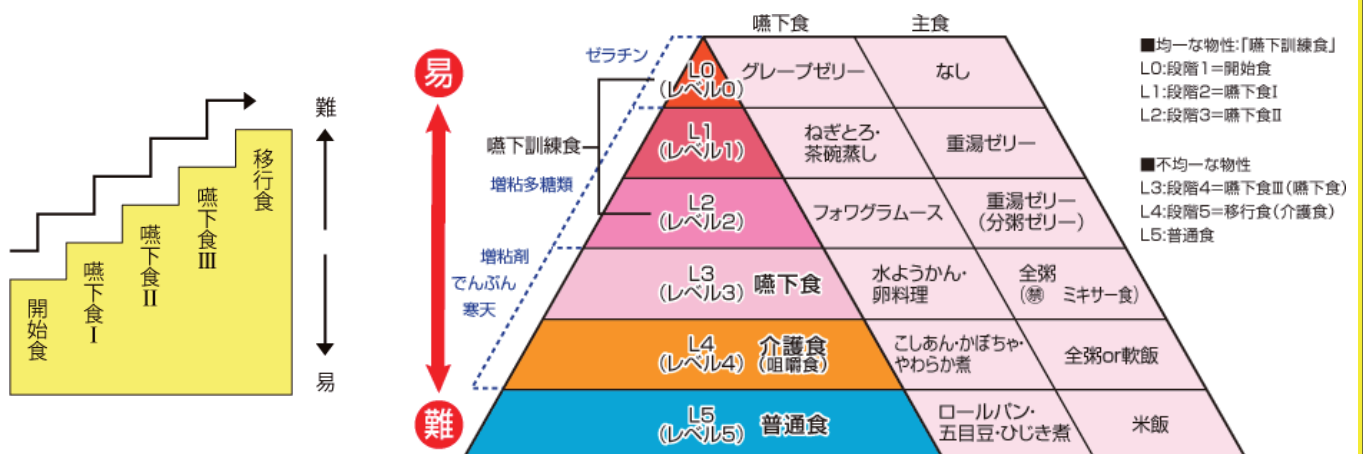 難
易
開始食
嚥下食Ⅰ
嚥下食Ⅱ
嚥下食Ⅲ
移行食
易
難
嚥下訓練食
ゼラチン
増粘多糖類
増粘剤
でんぷん
寒天
嚥下食
主食
L0
(レベル0)
グレープゼリー
なし
L1
(レベル1)
ねぎとろ・
茶碗蒸し
重湯ゼリー
L2
(レベル2)
フォワグラムース
重湯ゼリー
(分粥ゼリー)
L3
(レベル3)
嚥下食
水ようかん・
卵料理
全粥
(㊙ ミキサー食)
L4
(レベル4)
介護食
(咀嚼食)
こしあん・かぼちゃ・
やわらか煮
全粥or軟飯
L5
(レベル5)
普通食
ロールパン・
五目豆・ひじき煮
米飯
■均一な物性:「嚥下訓練食」
L0:段階1=開始食
L1:段階2=嚥下食Ⅰ
L2:段階3=嚥下食Ⅱ
■不均一な物性
L3:段階4=嚥下食Ⅲ(嚥下食)
L4:段階5=移行食(介護食)
L5:普通食